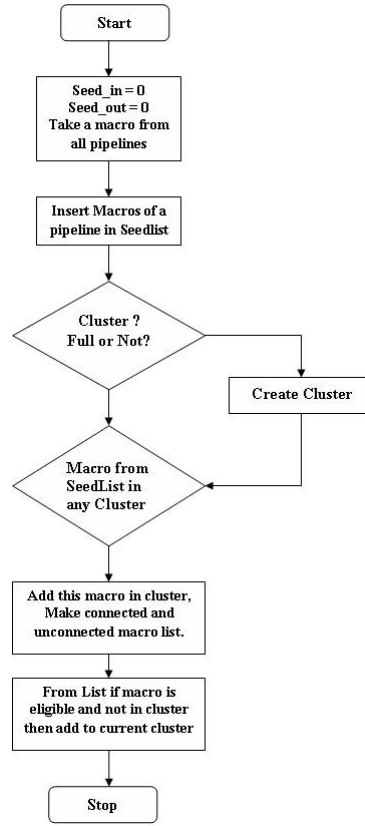 Start
Seed_in = 0
Seed_out = 0
Take a macro from
all pipelines
Insert Macros of a
pipeline in Seedlist
Cluster ?
Full or Not?
Create Cluster
Macro from
SeedList in
any Cluster
Add this macro in cluster,
Make connected and
unconnected macro list.
From List if macro is
eligible and not in cluster
then add to current cluster
Stop